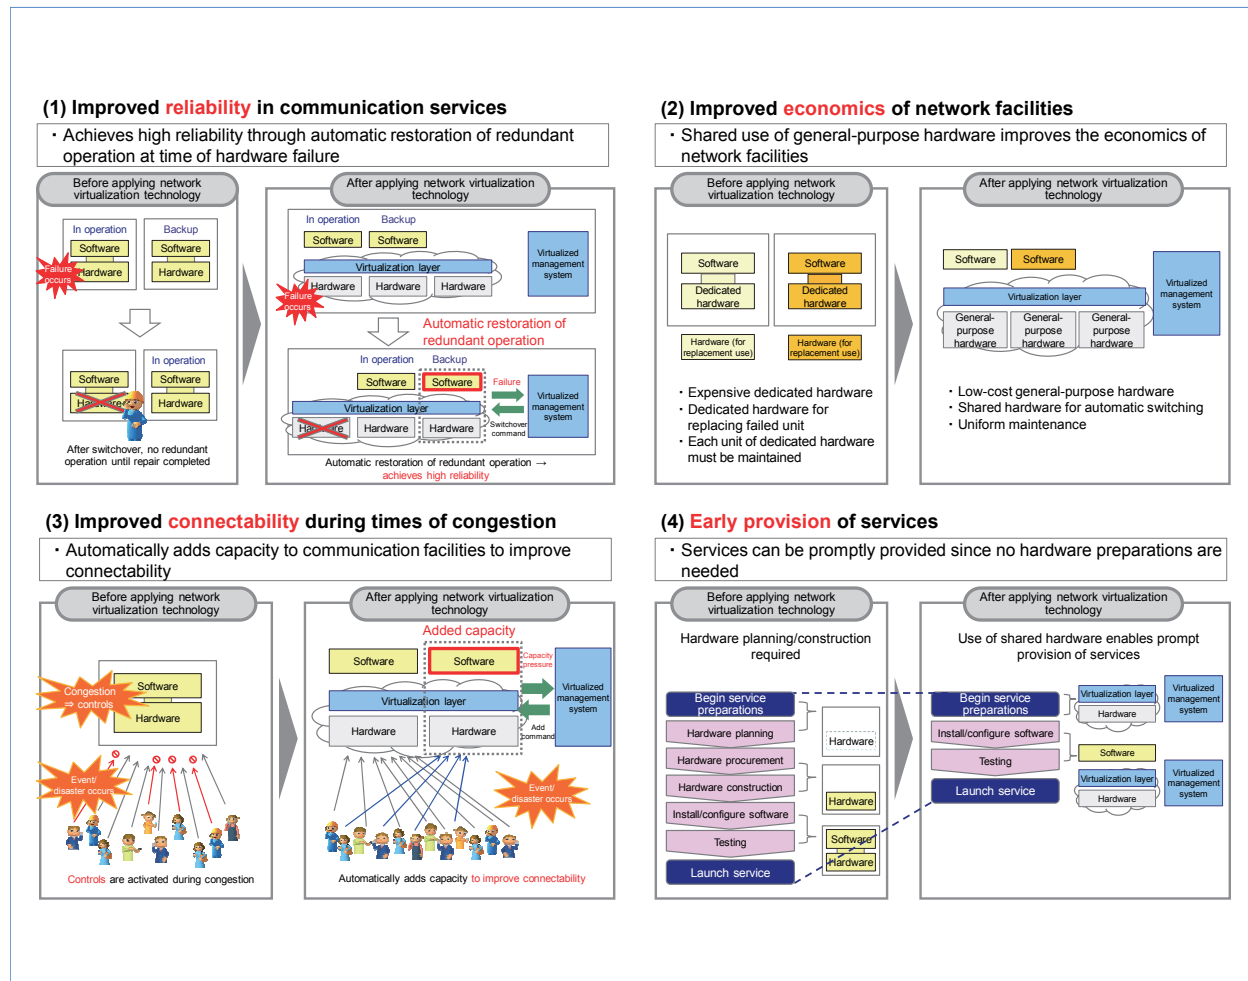 (1) Improved reliability in communication services
・ Achieves high reliability through automatic restoration of redundant
operation at time of hardware failure
Before applying network
virtualization technology
In operation
Backup
Software
Software
Hardware
Hardware
Failure
occurs
In operation
Software
Software
Hardware
Hardware
After switchover, no redundant
operation until repair completed
After applying network virtualization
technology
In operation
Backup
Software
Software
Virtualization layer
Hardware
Hardware
Hardware
Failure
occurs
Virtualized
management
system
Automatic restoration of
redundant operation
In operation
Backup
Software
Software
Failure
Virtualization layer
Hardware
Hardware
Hardware
Switchover
command
Virtualized
management
system
Automatic restoration of redundant operation →
achieves high reliability
(2) Improved economics of network facilities
・ Shared use of general-purpose hardware improves the economics of
network facilities
Before applying network
virtualization technology
Software
Software
Dedicated
hardware
Dedicated
hardware
Hardware (for
replacement use)
Hardware (for
replacement use)
• Expensive dedicated hardware
• Dedicated hardware for
replacing failed unit
• Each unit of dedicated hardware
must be maintained
After applying network virtualization
technology
Software
Software
Virtualization layer
General-
purpose
hardware
General-
purpose
hardware
General-
purpose
hardware
Virtualized
management
system
• Low-cost general-purpose hardware
• Shared hardware for automatic switching
• Uniform maintenance
(3) Improved connectability during times of congestion
・ Automatically adds capacity to communication facilities to improve
connectability
Before applying network
virtualization technology
Congestion
⇒ controls
Software
Hardware
Event/
disaster occurs
Controls are activated during congestion
After applying network virtualization
technology
Added capacity
Software
Software
Capacity
pressure
Virtualization layer
Hardware
Hardware
Add
command
Virtualized
management
system
Event/
disaster occurs
Automatically adds capacity to improve connectability
(4) Early provision of services
・ Services can be promptly provided since no hardware preparations are
needed
Before applying network
virtualization technology
Hardware planning/construction
required
Begin service
preparations
Hardware planning
Hardware procurement
Hardware construction
Install/configure software
Testing
Launch service
Hardware
Hardware
Software
Hardware
After applying network virtualization
technology
Use of shared hardware enables prompt
provision of services
Begin service
preparations
Install/configure software
Testing
Launch service
Virtualization layer
Hardware
Virtualized
management
system
Software
Virtualization layer
Hardware
Virtualized
management
system